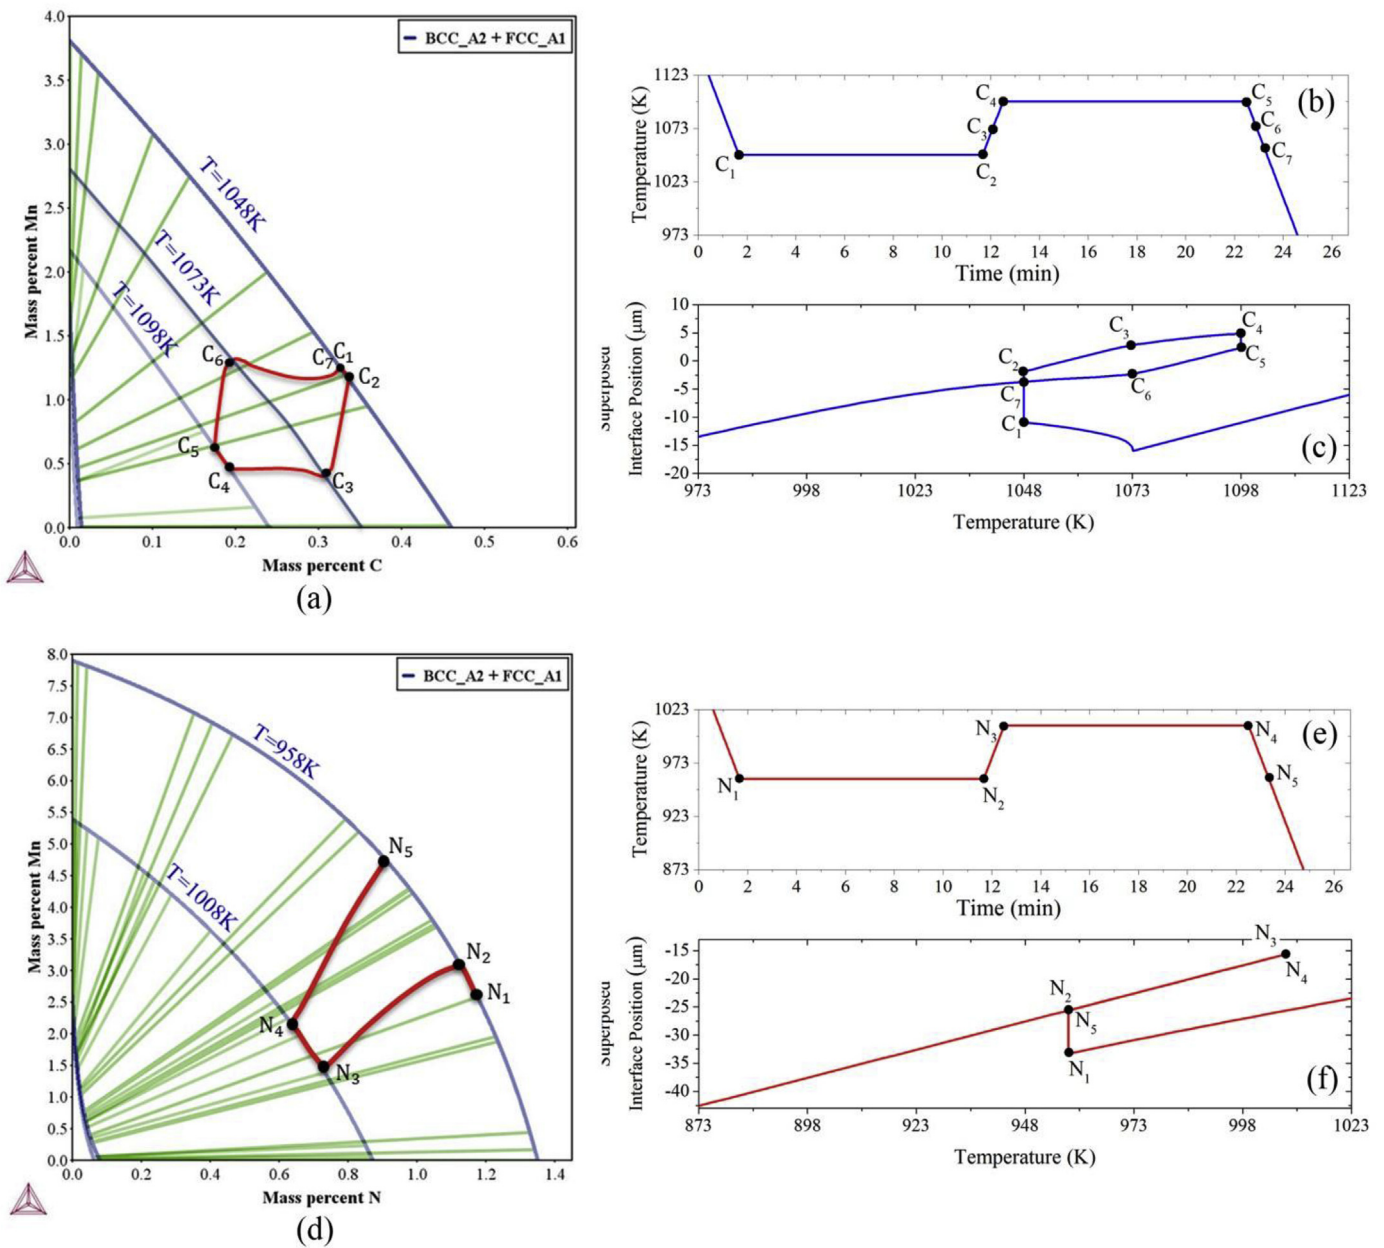 4.0
3.5
3.0
2.5
2.0
1.5
1.0
0.5
0.0
Mass percent Mn
BCC_A2 + FCC_A1
T=1048K
T=1073K
T=1098K
C6
C7
C1
C2
C5
C4
C3
0.0 0.1 0.2 0.3 0.4 0.5 0.6
Mass percent C
(a)
1123
1073
1023
973
Temperature (K)
C1
C2
C3
C4
C5
C6
C7
(b)
0 2 4 6 8 10 12 14 16 18 20 22 24 26
Time (min)
10
5
0
-5
-10
-15
-20
Superposed
Interface Position (μm)
C3
C4
C2
C5
C6
C7
C1
(c)
973 998 1023 1048 1073 1098 1123
Temperature (K)
8.0
7.5
7.0
6.5
6.0
5.5
5.0
4.5
4.0
3.5
3.0
2.5
2.0
1.5
1.0
0.5
0.0
Mass percent Mn
BCC_A2 + FCC_A1
T=958K
T=1008K
N5
N2
N1
N4
N3
0.0 0.2 0.4 0.6 0.8 1.0 1.2 1.4
Mass percent N
(d)
1023
973
923
873
Temperature (K)
N1
N2
N3
N4
N5
(e)
0 2 4 6 8 10 12 14 16 18 20 22 24 26
Time (min)
-15
-20
-25
-30
-35
-40
Superposed
Interface Position (μm)
N3
N4
N2
N5
N1
(f)
873 898 923 948 973 998 1023
Temperature (K)